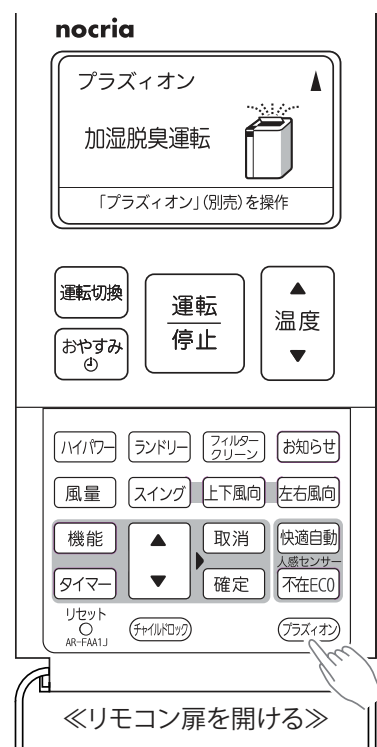 nocria
プラズィオン
加湿脱臭運転
「プラズィオン」(別売)を操作
運転切換
運転
停止
温度
おやすみ
ハイパワー ランドリー フィルター
クリーン お知らせ
風量 スイング 上下風向 左右風向
機能 取消 快適自動
人感センサー
タイマー 確定 不在ECO
リセット
AR-FAA1J
チャイルドロック プラズィオン
≪リモコン扉を開ける≫